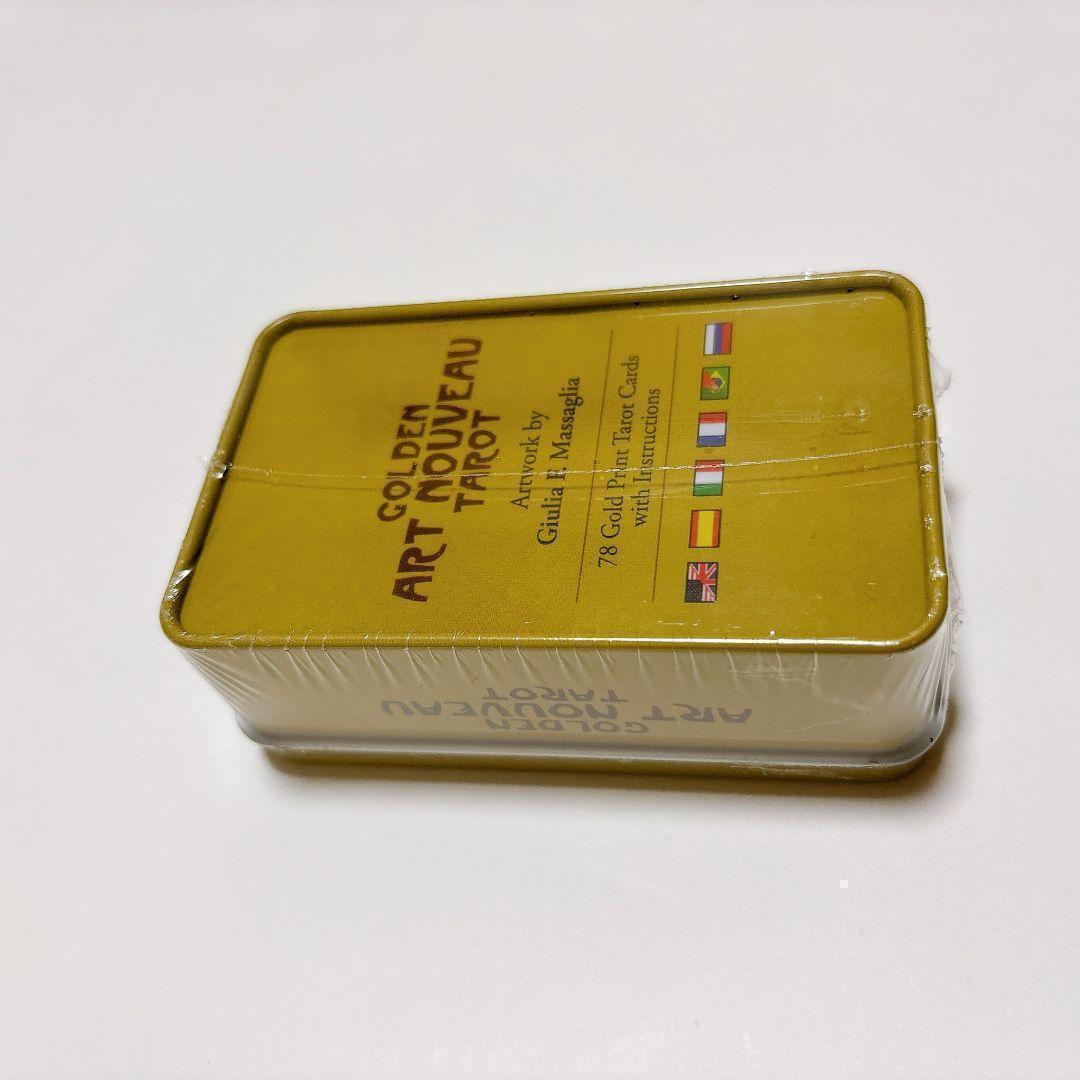 GOLDEN
ART NOUVEAU
TAROT
Artwork by
Giulia F. Massaglia
78 Gold Print Tarot Cards
with Instructions
GOLDEN
ART NOUVEAU
TAROT